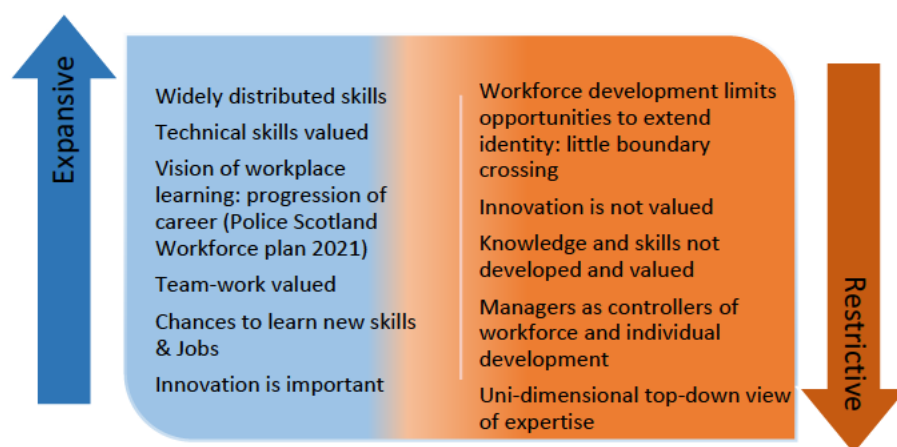 Expansive
Widely distributed skills
Technical skills valued
Vision of workplace
learning: progression of
career (Police Scotland
Workforce plan 2021)
Team-work valued
Chances to learn new skills
& Jobs
Innovation is important
Workforce development limits
opportunities to extend
identity: little boundary
crossing
Innovation is not valued
Knowledge and skills not
developed and valued
Managers as controllers of
workforce and individual
development
Uni-dimensional top-down view
of expertise
Restrictive